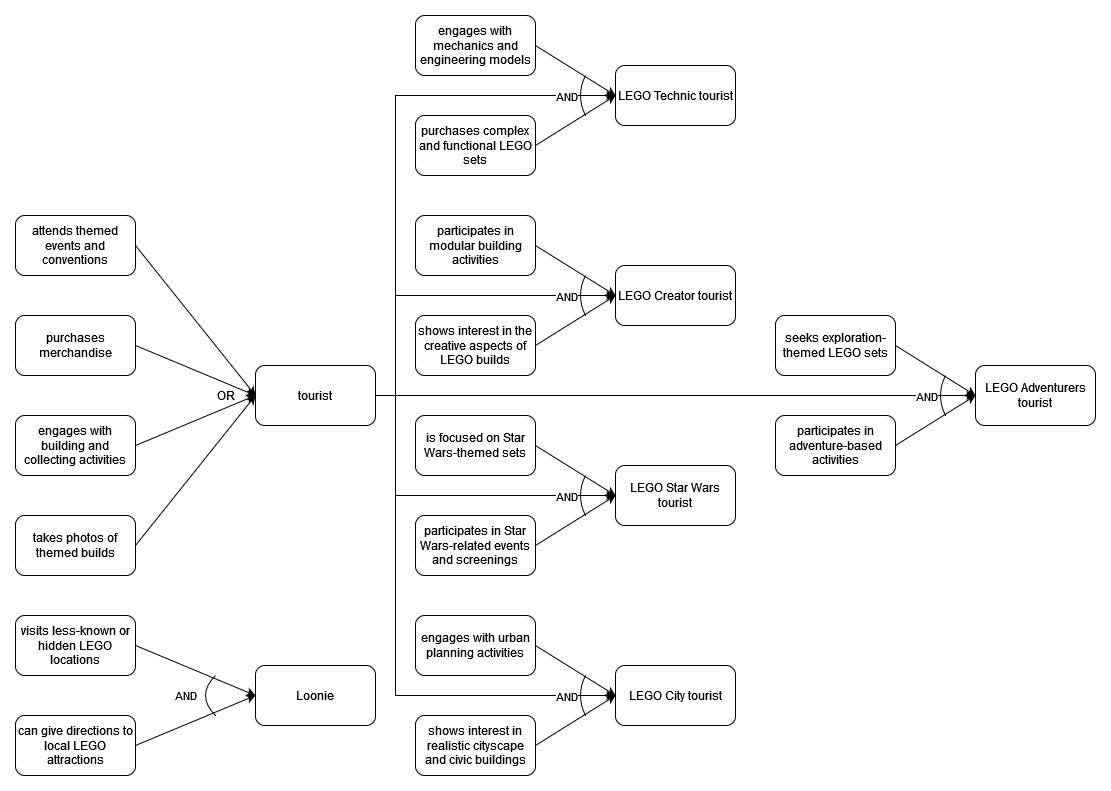 engages with
mechanics and
engineering models
AND
LEGO Technic tourist
purchases complex
and functional LEGO
sets
attends themed
events and
conventions
participates in
modular building
activities
AND
LEGO Creator tourist
purchases
merchandise
shows interest in the
creative aspects of
LEGO builds
seeks exploration-
themed LEGO sets
OR
tourist
AND
LEGO Adventurers
tourist
engages with
building and
collecting activities
is focused on Star
Wars-themed sets
participates in
adventure-based
activities
AND
LEGO Star Wars
tourist
takes photos of
themed builds
participates in Star
Wars-related events
and screenings
visits less-known or
hidden LEGO
locations
engages with urban
planning activities
AND
Loonie
AND
LEGO City tourist
can give directions to
local LEGO
attractions
shows interest in
realistic cityscape
and civic buildings